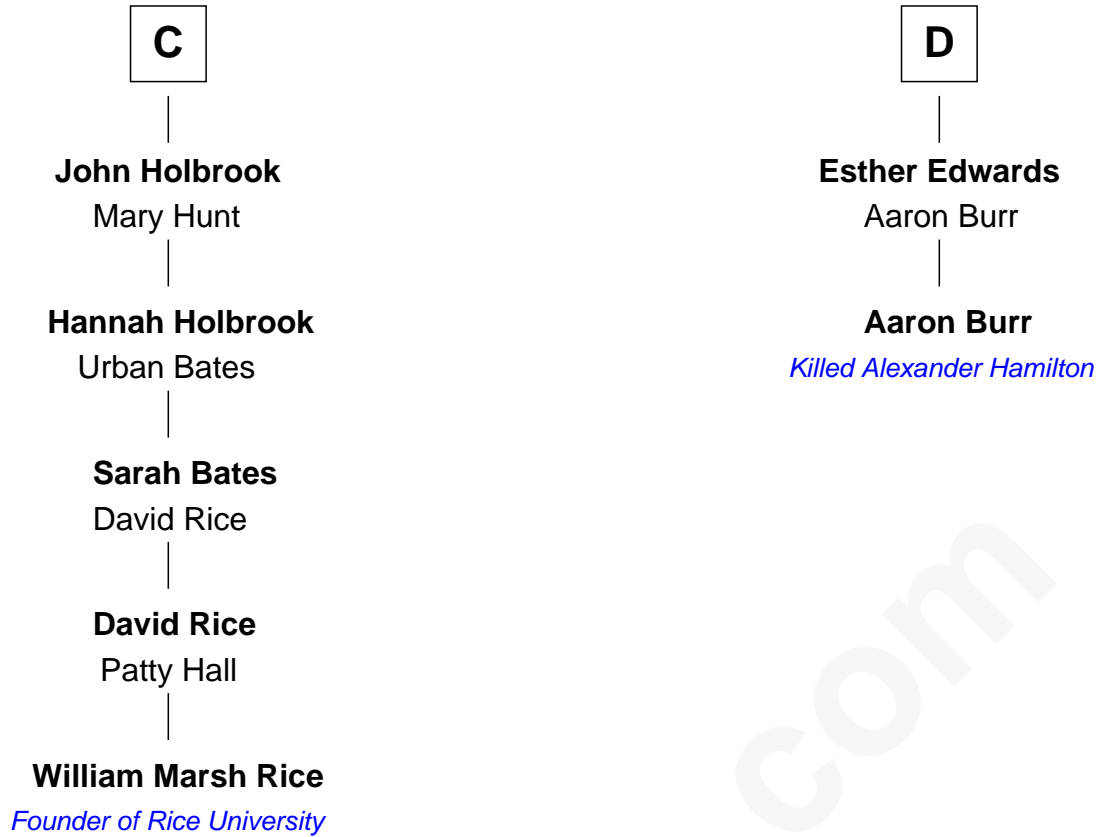 C
John Holbrook
Mary Hunt
Hannah Holbrook
Urban Bates
Sarah Bates
David Rice
David Rice
Patty Hall
William Marsh Rice
Founder of Rice University
D
Esther Edwards
Aaron Burr
Aaron Burr
Killed Alexander Hamilton
com